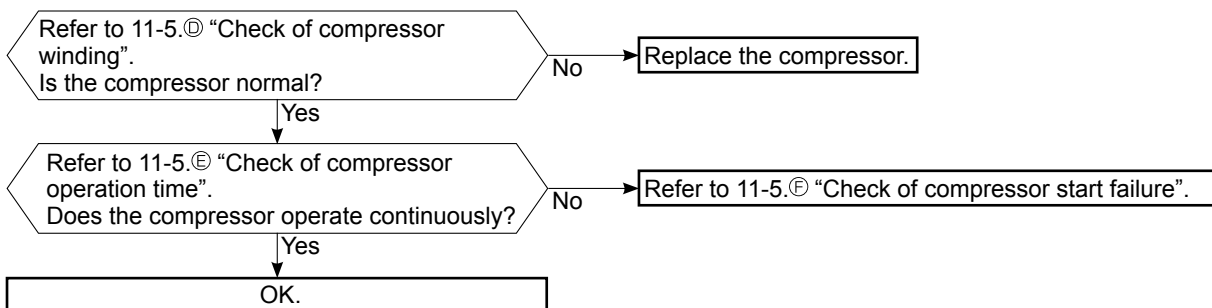 Refer to 11-5.Ⓓ “Check of compressor
winding”.
Is the compressor normal?
No
Replace the compressor.
Yes
Refer to 11-5.Ⓔ “Check of compressor
operation time”.
Does the compressor operate continuously?
No
Refer to 11-5.Ⓕ “Check of compressor start failure”.
Yes
OK.